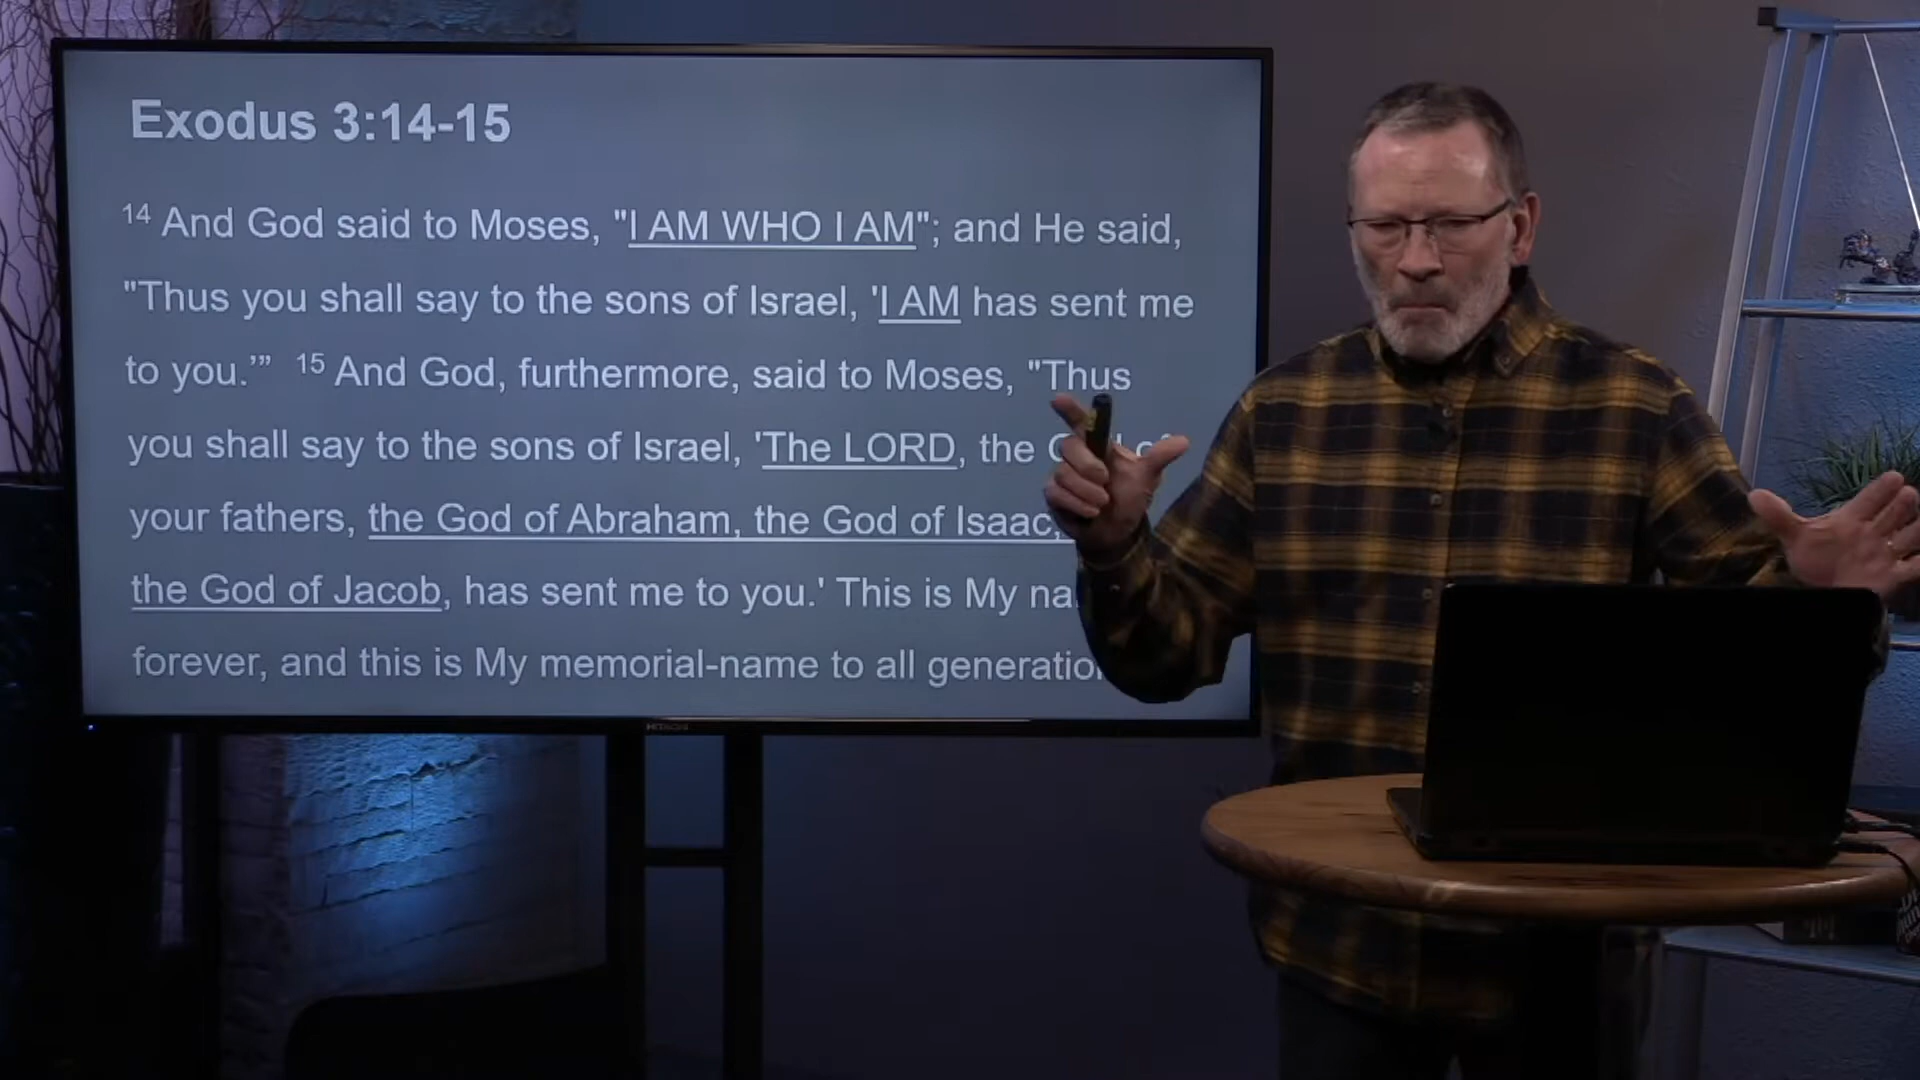 Exodus 3:14-15
14 And God said to Moses, "I AM WHO I AM"; and He said,
"Thus you shall say to the sons of Israel, 'I AM has sent me
to you.'” 15 And God, furthermore, said to Moses, "Thus
you shall say to the sons of Israel, 'The LORD, the
your fathers, the God of Abraham, the God of Isaac,
the God of Jacob, has sent me to you.' This is My
forever, and this is My memorial-name to all
HITACHI